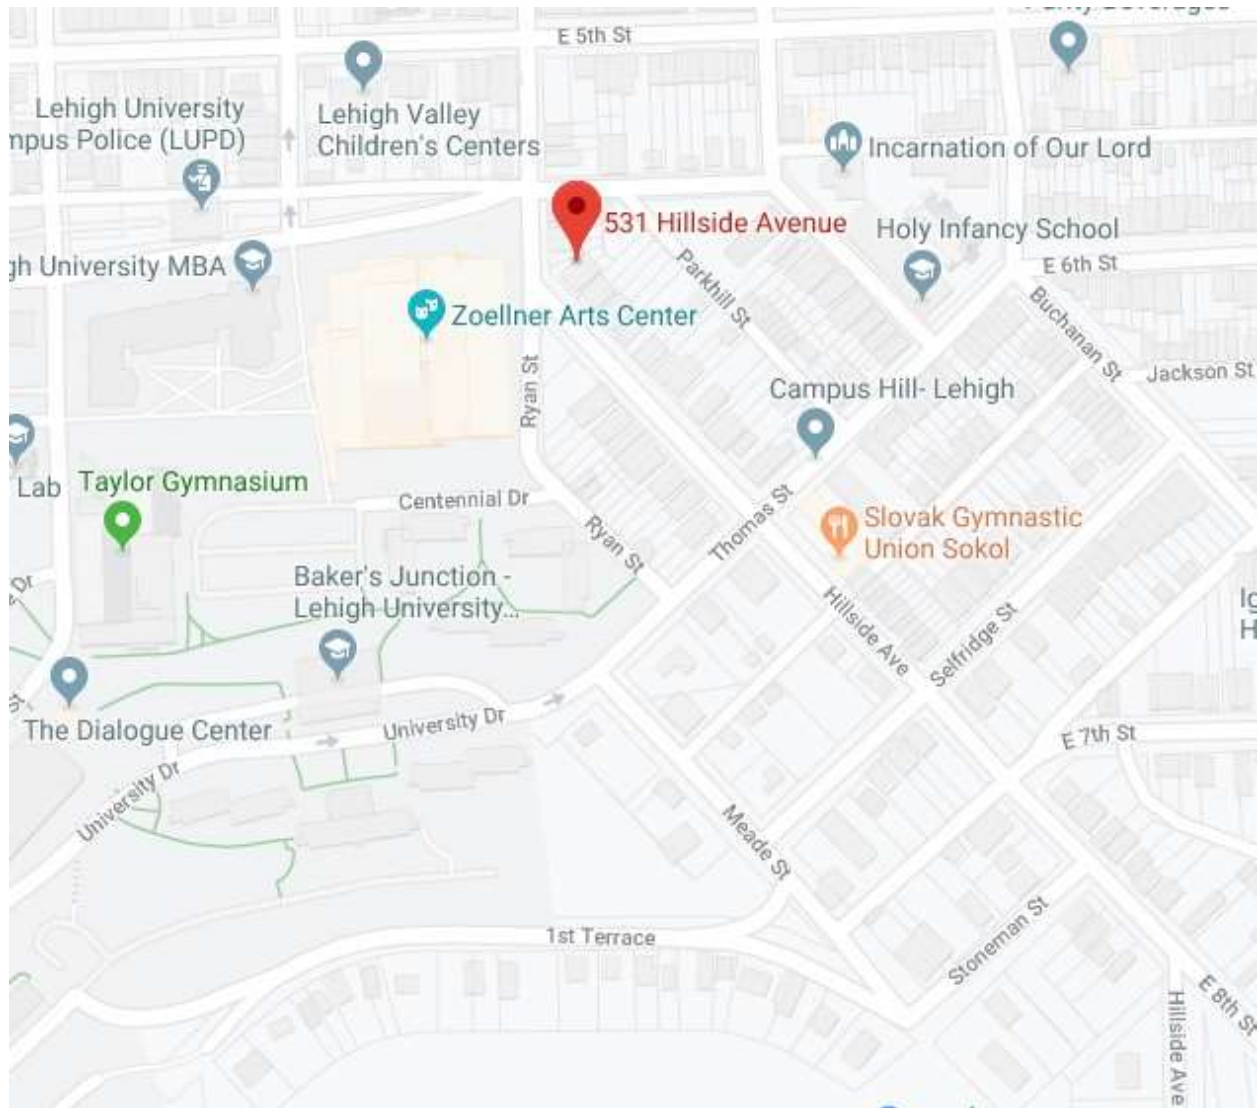 E 5th St
Lehigh University
mpus Police (LUPD)
Lehigh Valley
Children's Centers
Incarnation of Our Lord
531 Hillside Avenue
Holy Infancy School
gh University MBA
E 6th St
Parkhill St
Zoellner Arts Center
Buchanan St
Ryan St
Jackson St
Campus Hill- Lehigh
Lab
Taylor Gymnasium
Centennial Dr
Thomas St
Slovak Gymnastic
Union Sokol
Ryan St
Baker's Junction -
Lehigh University...
Dr
Hillside Ave
Selfridge St
St
The Dialogue Center
University Dr
E 7th St
University Dr
Meade St
1st Terrace
Stoneman St
E 8th St
Hillside Ave